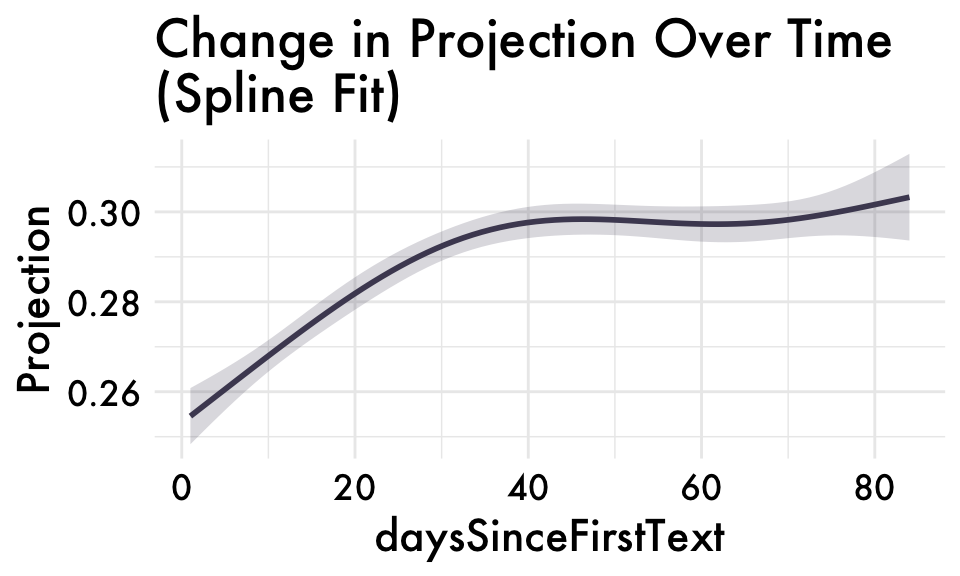 Change in Projection Over Time
(Spline Fit)
Projection
0.30
0.28
0.26
0 20 40 60 80
daysSinceFirstText